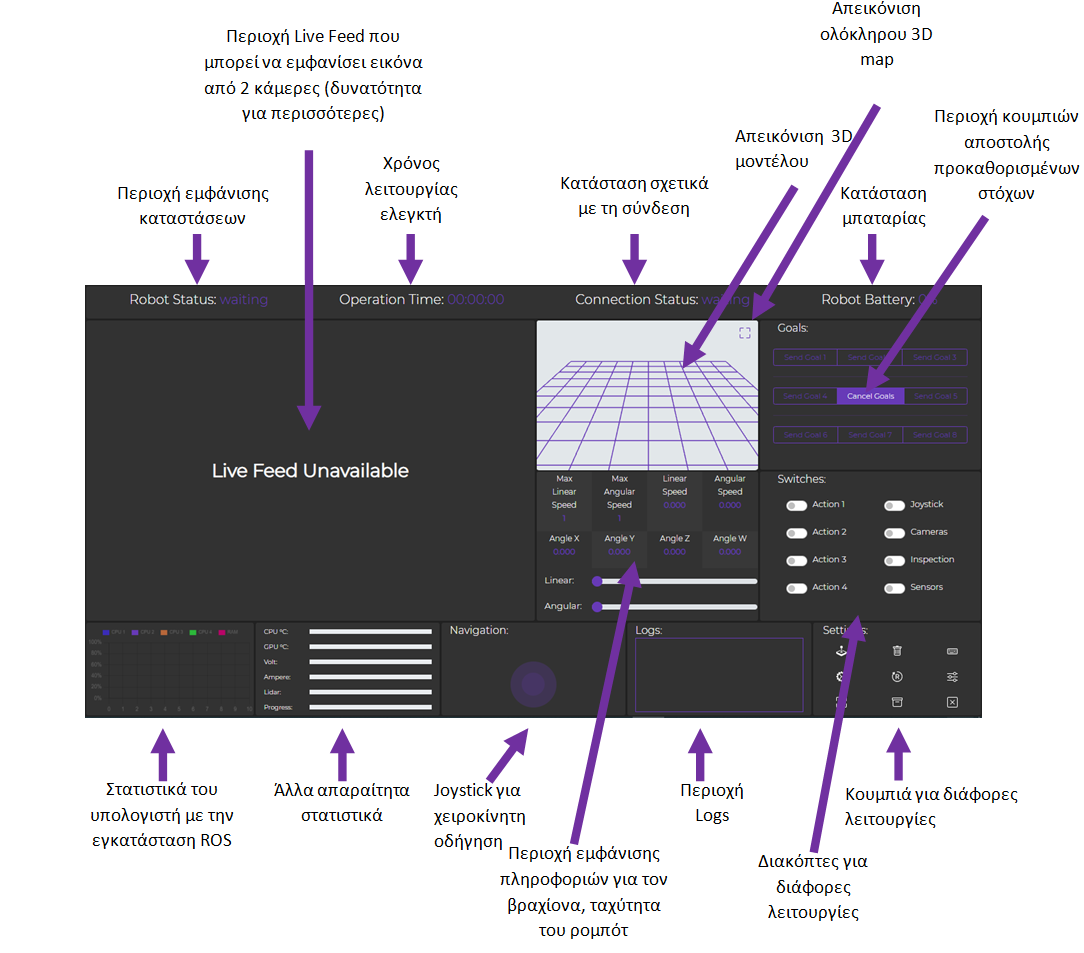 Απεικόνιση
ολόκληρου 3D
map
Περιοχή Live Feed που
μπορεί να εμφανίσει εικόνα
από 2 κάμερες (δυνατότητα
για περισσότερες)
Περιοχή κουμπιών
αποστολής
προκαθορισμένων
στόχων
Απεικόνιση 3D
μοντέλου
Χρόνος
λειτουργίας
ελεγκτή
Κατάσταση σχετικά
με τη σύνδεση
Περιοχή εμφάνισης
καταστάσεων
Κατάσταση
μπαταρίας
Robot Status: waiting
Operation Time: 00:00:00
Connection Status: waiting
Robot Battery:
Live Feed Unavailable
Goals:
Send Goal 1
Send Goal
Send Goal 3
Send Goal 4
Cancel Goals
Send Goal 5
Send Goal 6
Send Goal 7
Send Goal 8
Max
Linear
Speed
1
Max
Angular
Speed
1
Linear
Speed
0.000
Angular
Speed
0.000
Angle X
0.000
Angle Y
0.000
Angle Z
0.000
Angle W
0.000
Linear:
Angular:
Switches:
Action 1
Joystick
Action 2
Cameras
Action 3
Inspection
Action 4
Sensors
CPU 1
CPU 2
CPU 3
CPU 4
RAM
100%
80%
60%
40%
20%
0%
0 1 2 3 4 5 6 7 8 9 10
CPU °C:
GPU °C:
Volt:
Ampere:
Lidar:
Progress:
Navigation:
Logs:
Settings:
Στατιστικά του
υπολογιστή με την
εγκατάσταση ROS
Άλλα απαραίτητα
στατιστικά
Joystick για
χειροκίνητη
οδήγηση
Περιοχή
Logs
Κουμπιά για διάφορες
λειτουργίες
Περιοχή εμφάνισης
πληροφοριών για τον
βραχίονα, ταχύτητα
του ρομπότ
Διακόπτες για
διάφορες
λειτουργίες